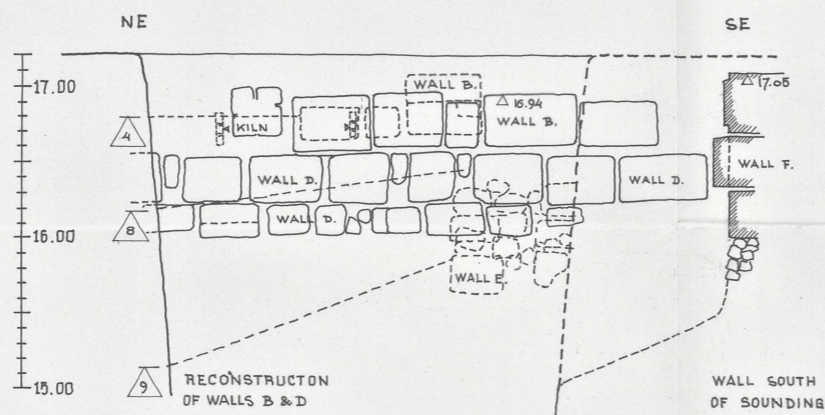 NE
SE
17.00
WALL B.
16.94
WALL B.
17.05
4
KILN
WALL D.
WALL D.
WALL F.
8
WALL D.
16.00
WALL E.
9
15.00
RECONSTRUCTON
OF WALLS B & D
WALL SOUTH
OF SOUNDING